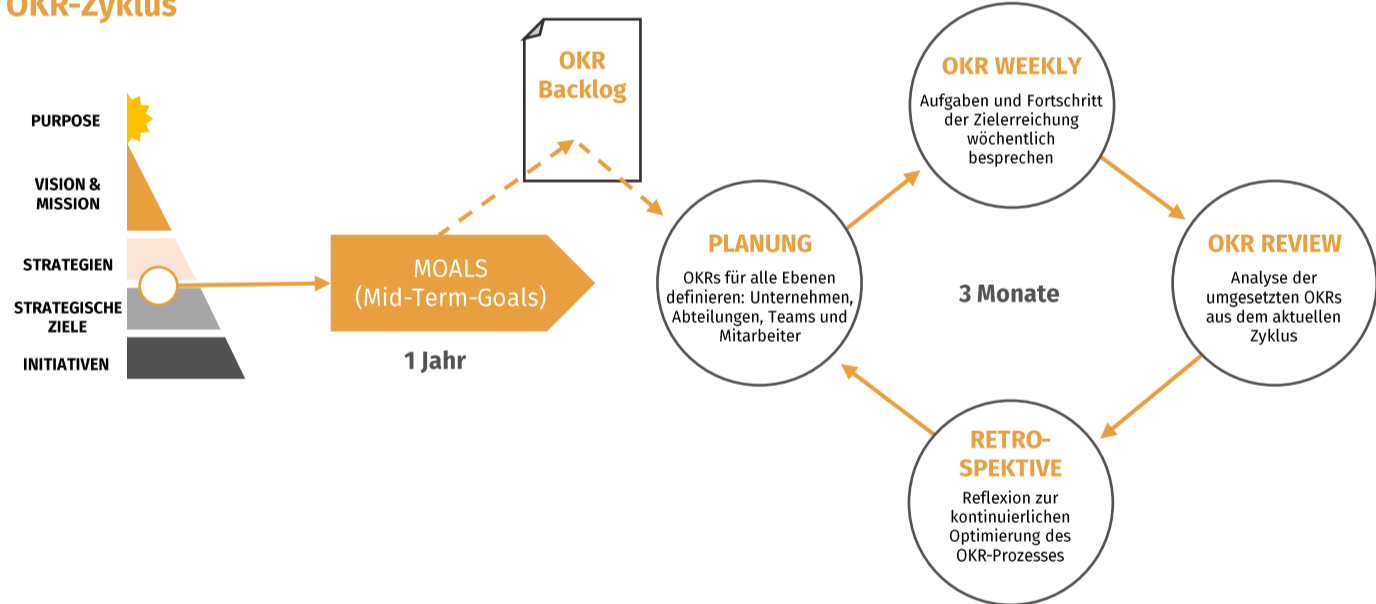 OKR-Zyklus
PURPOSE
VISION &
MISSION
STRATEGIEN
STRATEGISCHE
ZIELE
INITIATIVEN
MOALS
(Mid-Term-Goals)
1 Jahr
OKR
Backlog
PLANUNG
OKRs für alle Ebenen
definieren: Unternehmen,
Abteilungen, Teams und
Mitarbeiter
OKR WEEKLY
Aufgaben und Fortschritt
der Zielerreichung
wöchentlich
besprechen
3 Monate
OKR REVIEW
Analyse der
umgesetzten OKRs
aus dem aktuellen
Zyklus
RETRO-
SPEKTIVE
Reflexion zur
kontinuierlichen
Optimierung des
OKR-Prozesses